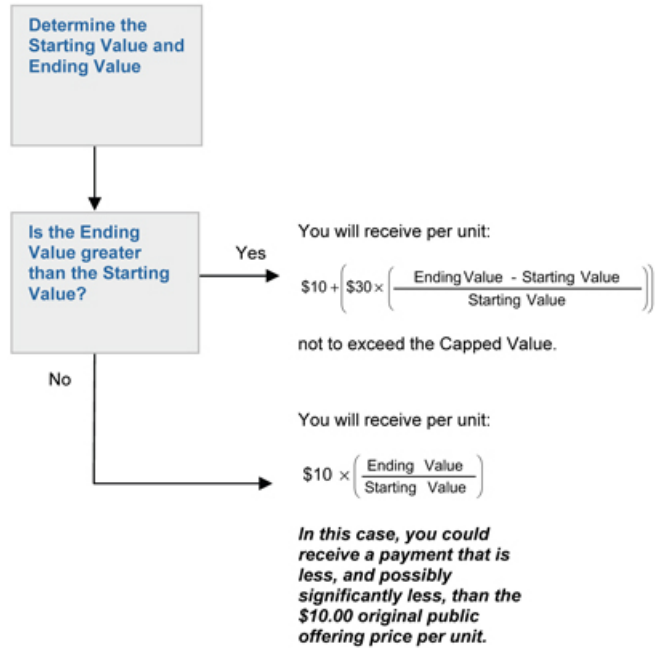 Determine the
Starting Value and
Ending Value
Is the Ending
Value greater
than the Starting
Value?
Yes
You will receive per unit:
$10 + ( $30 × ( Ending Value - Starting Value
Starting Value ) )
not to exceed the Capped Value.
No
You will receive per unit:
$10 × ( Ending Value
Starting Value )
In this case, you could
receive a payment that is
less, and possibly
significantly less, than the
$10.00 original public
offering price per unit.